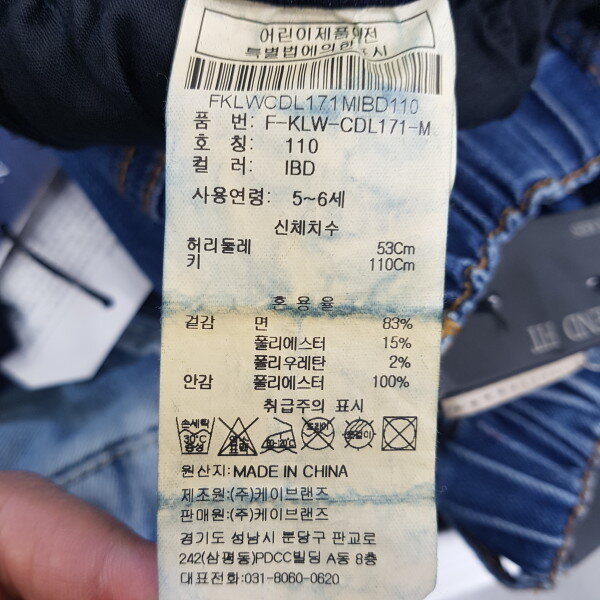 어린이제품안전
특별법에의한표시
FKLWCDL171MIBD110
품 번: F-KLW-CDL171-M
호 칭: 110
컬 러: IBD
사용연령: 5~6세
신체치수
허리둘레 53Cm
키 110Cm
혼 용 율
겉감 면 83%
폴리에스터 15%
폴리우레탄 2%
안감 폴리에스터 100%
취급주의 표시
손세탁
30°C
중성
원산지: MADE IN CHINA
제조원:(주)케이브랜즈
판매원:(주)케이브랜즈
경기도 성남시 분당구 판교로
242(삼평동)PDCC빌딩 A동 8층
대표전화:031-8060-0620